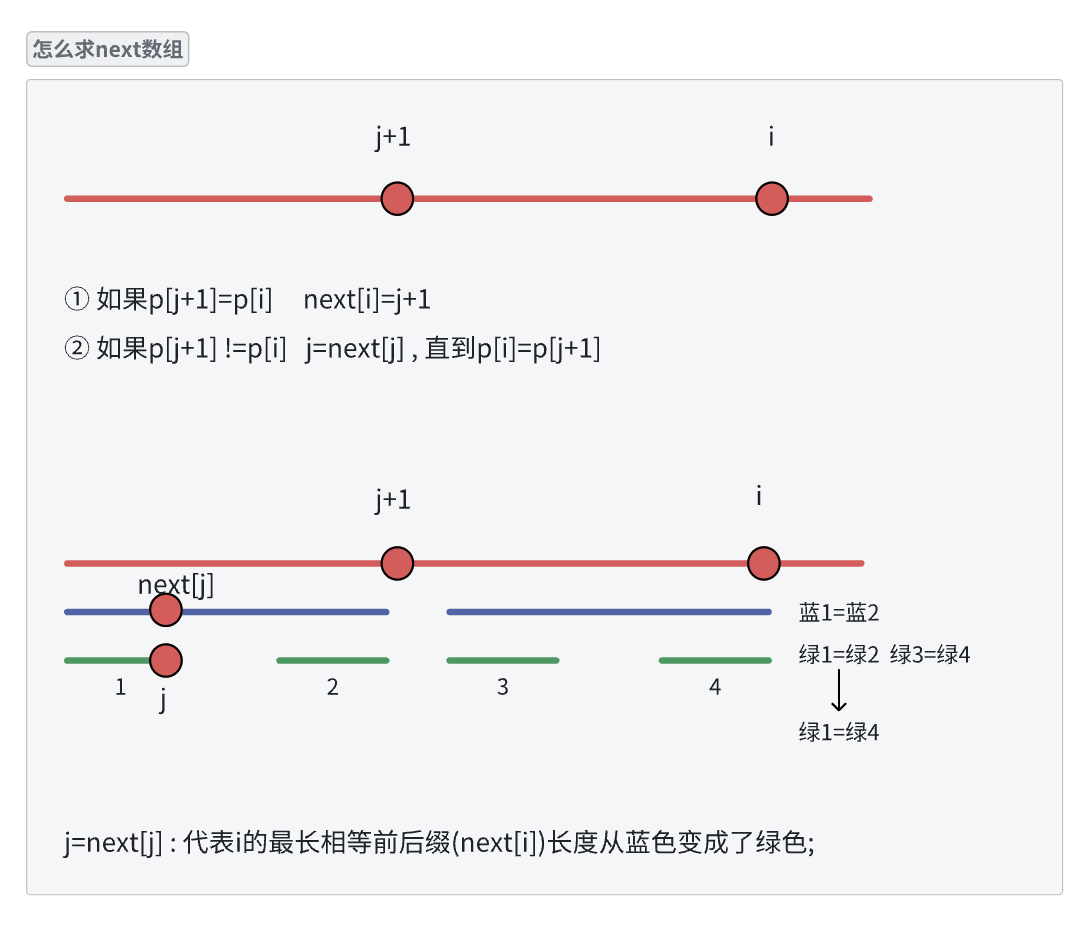 怎么求next数组
j+1 i
① 如果p[j+1]=p[i] next[i]=j+1
② 如果p[j+1] !=p[i] j=next[j] , 直到p[i]=p[j+1]
j+1 i
next[j]
蓝1=蓝2
绿1=绿2 绿3=绿4
1 j 2 3 4
绿1=绿4
j=next[j] : 代表i的最长相等前后缀(next[i])长度从蓝色变成了绿色;